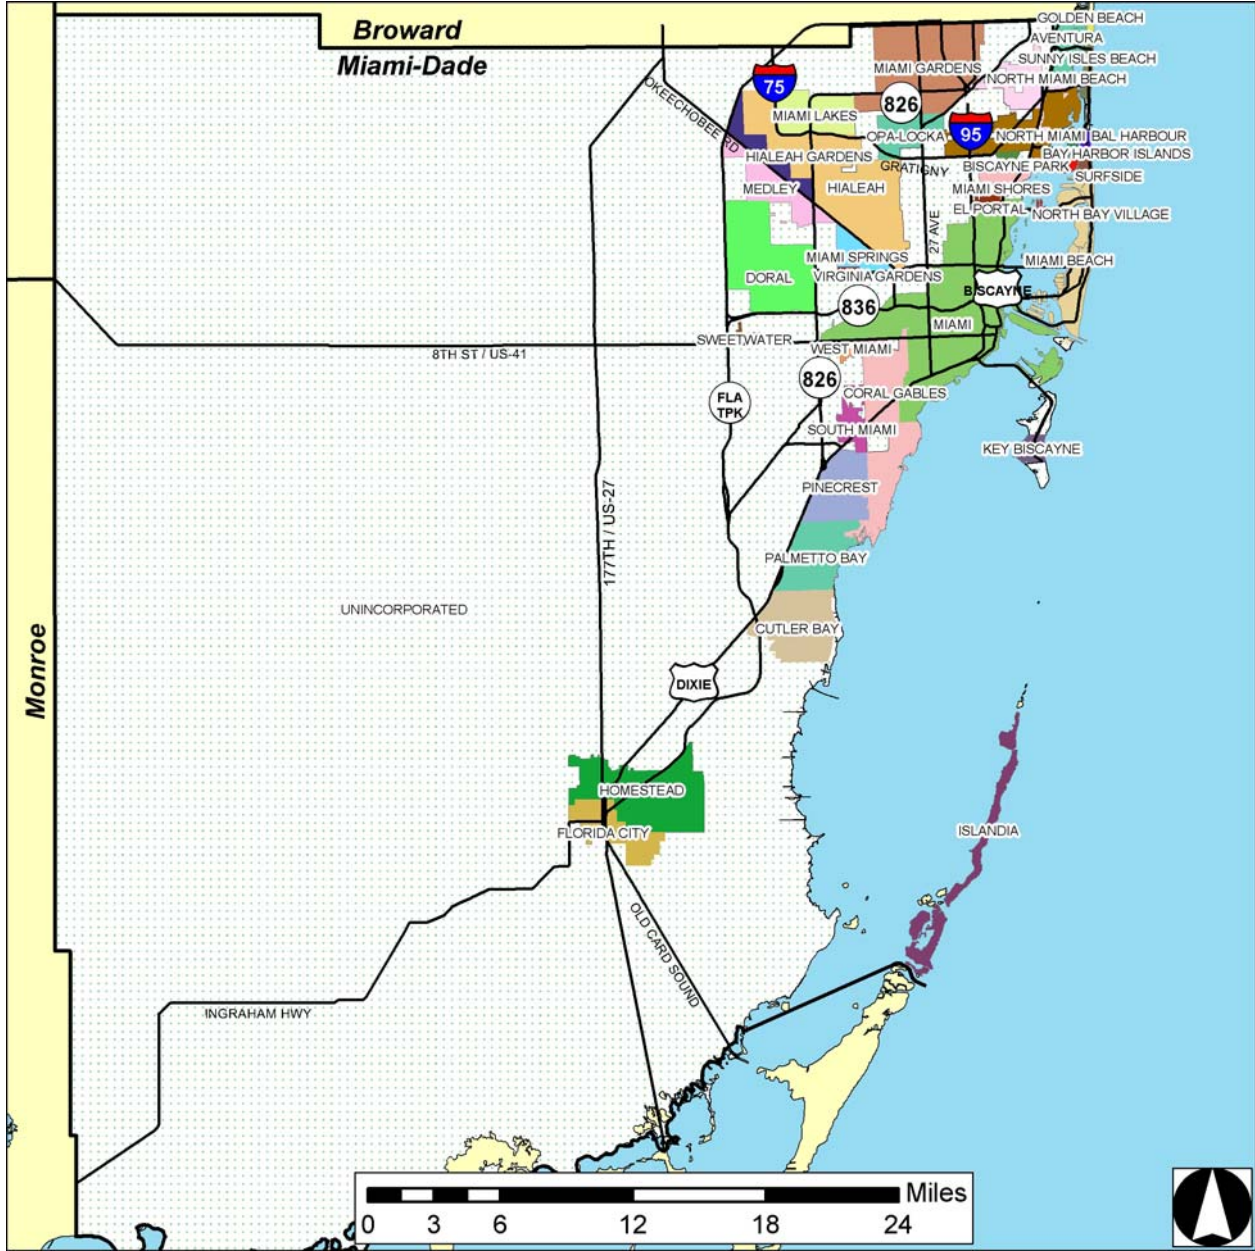 Broward
GOLDEN BEACH
AVENTURA
Miami-Dade
SUNNY ISLES BEACH
MIAMI GARDENS
NORTH MIAMI BEACH
75
OKEECHOBEE RD
826
MIAMI LAKES
OPA-LOCKA
95
NORTH MIAMI
BAL HARBOUR
HIALEAH GARDENS
BAY HARBOR ISLANDS
GRATIGNY
BISCAYNE PARK
SURFSIDE
MEDLEY
HIALEAH
MIAMI SHORES
EL PORTAL
NORTH BAY VILLAGE
27 AVE
MIAMI SPRINGS
MIAMI BEACH
DORAL
VIRGINIA GARDENS
BISCAYNE
836
MIAMI
SWEETWATER
WEST MIAMI
8TH ST / US-41
826
FLA
TPK
CORAL GABLES
SOUTH MIAMI
KEY BISCAYNE
PINECREST
177TH / US-27
PALMETTO BAY
UNINCORPORATED
CUTLER BAY
Monroe
DIXIE
HOMESTEAD
FLORIDA CITY
ISLANDIA
OLD CARD SOUND
INGRAHAM HWY
Miles
0 3 6 12 18 24